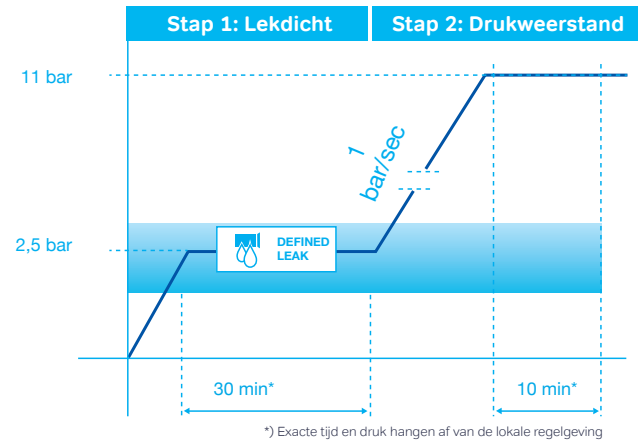 Stap 1: Lekdicht
Stap 2: Drukweerstand
11 bar
1
bar/sec
2,5 bar
DEFINED
LEAK
30 min*
10 min*
*) Exacte tijd en druk hangen af van de lokale regelgeving